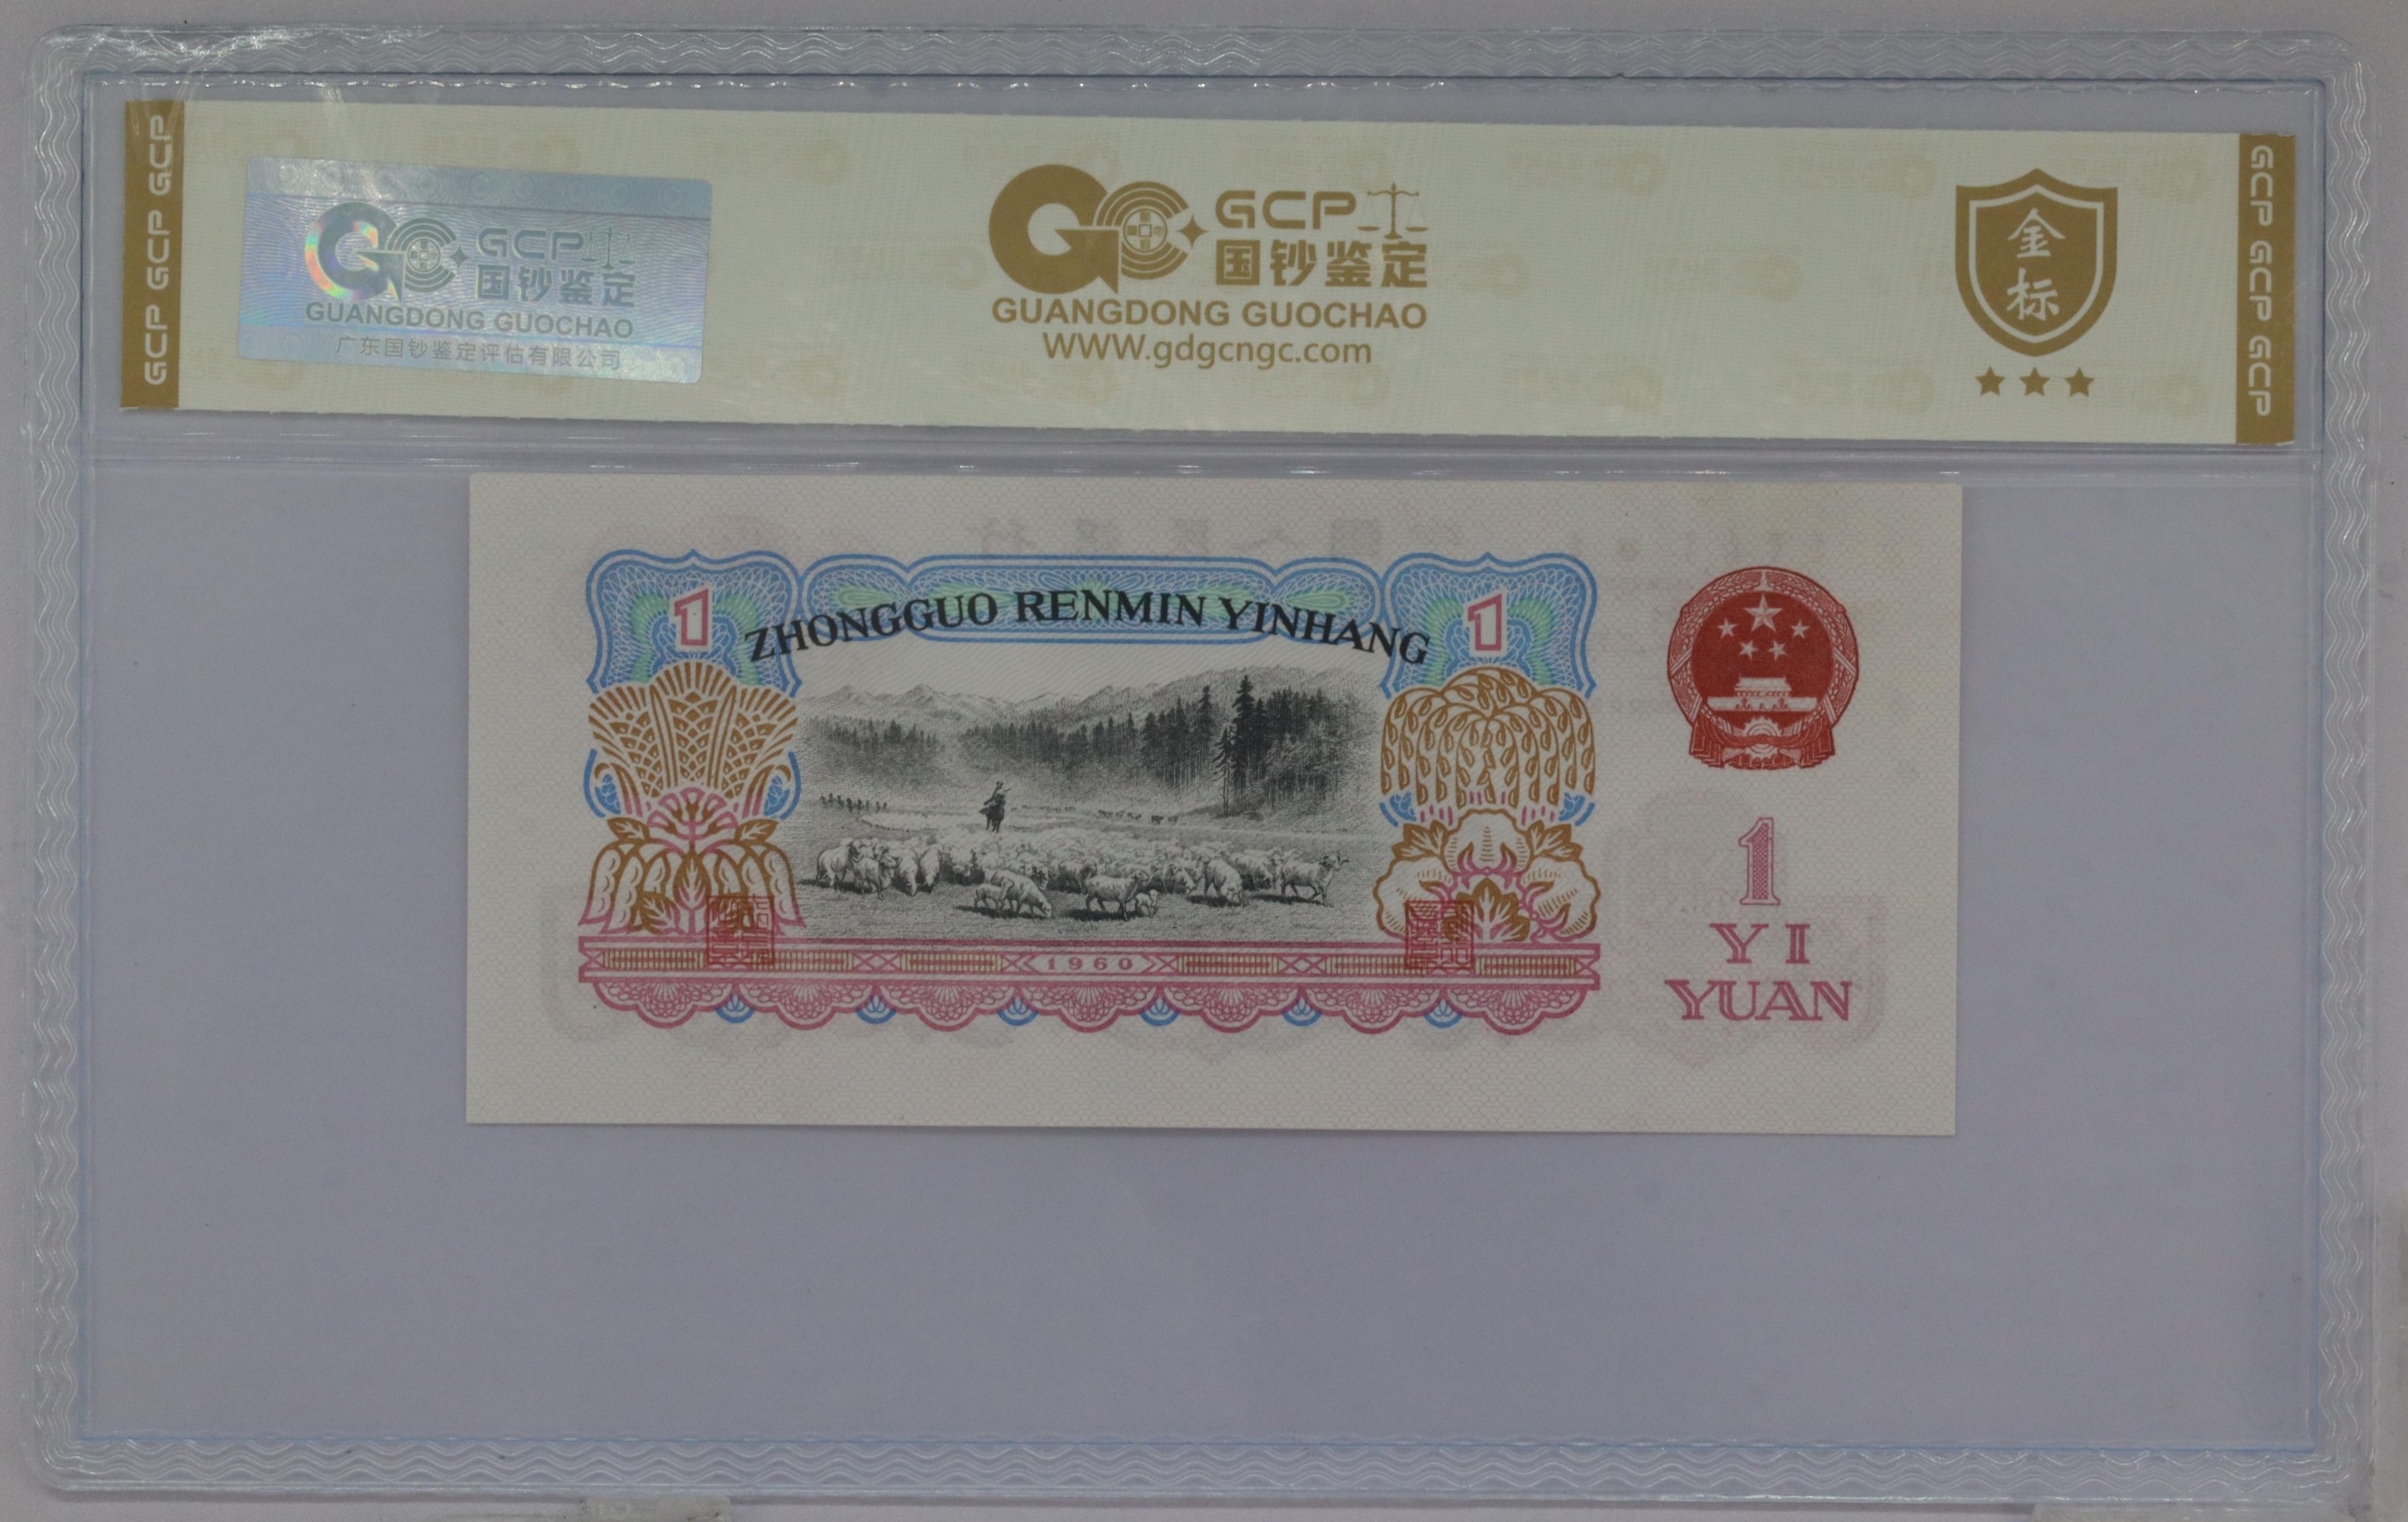 GCP GCP GCP
GCP
国钞鉴定
GUANGDONG GUOCHAO
广东国钞鉴定评估有限公司
GCP
国钞鉴定
GUANGDONG GUOCHAO
WWW.gdgcngc.com
金
标
GCP GCP GCP
1
ZHONGGUO RENMIN YINHANG
1
1960
1
YI
YUAN